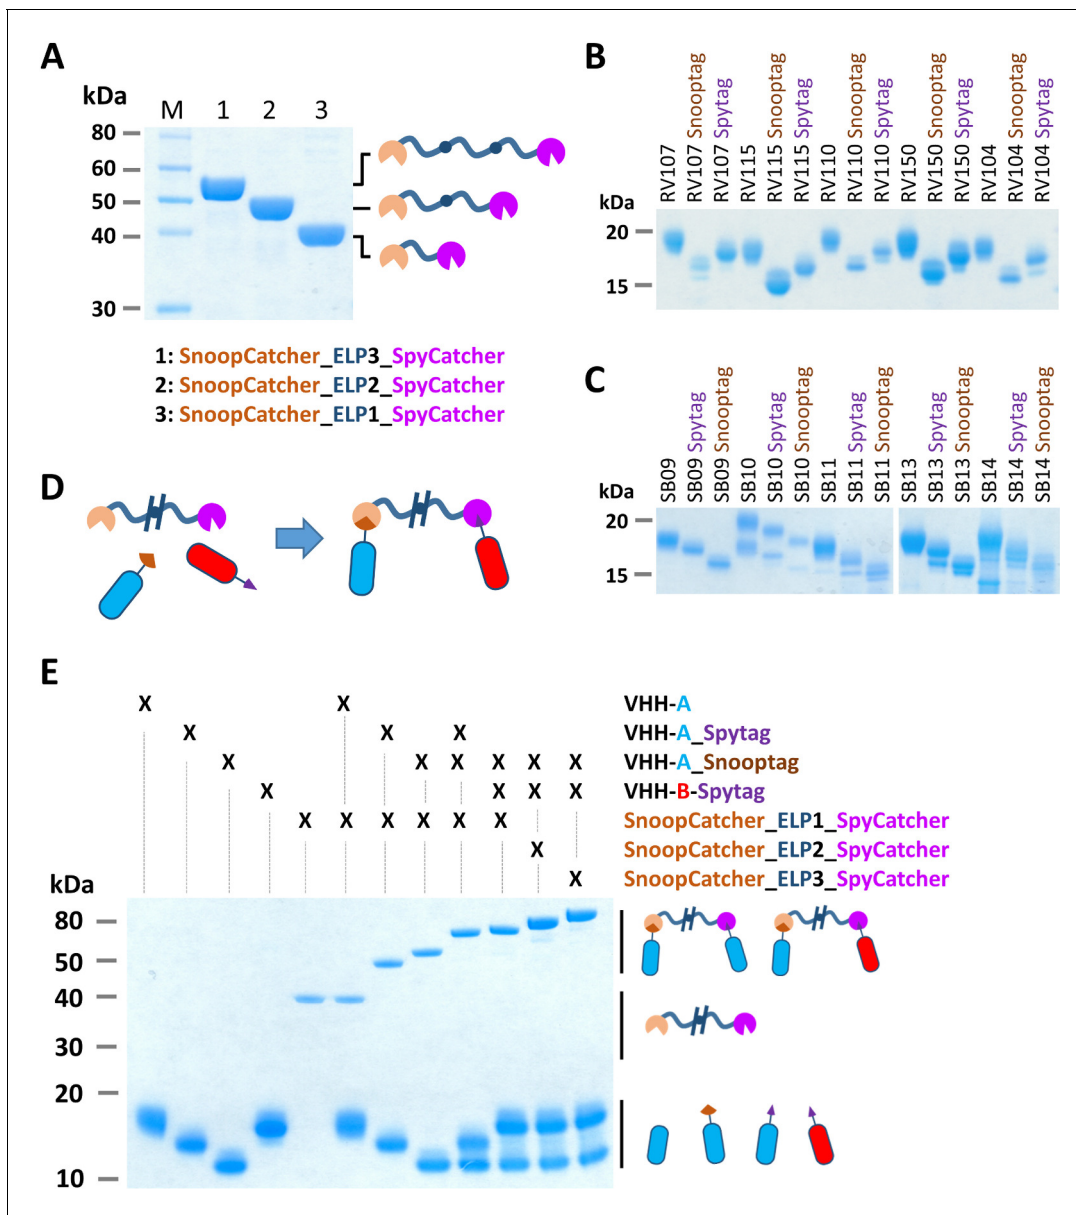 A
kDa
M 1 2 3
80
60
50
40
30
1: SnoopCatcher_ELP3_SpyCatcher
2: SnoopCatcher_ELP2_SpyCatcher
3: SnoopCatcher_ELP1_SpyCatcher
B
RV107
RV107 Snooptag
RV107 Spytag
RV115
RV115 Snooptag
RV115 Spytag
RV110
RV110 Snooptag
RV110 Spytag
RV150
RV150 Snooptag
RV150 Spytag
RV104
RV104 Snooptag
RV104 Spytag
kDa
20
15
C
SB09
SB09 Spytag
SB09 Snooptag
SB10
SB10 Spytag
SB10 Snooptag
SB11
SB11 Spytag
SB11 Snooptag
SB13
SB13 Spytag
SB13 Snooptag
SB14
SB14 Spytag
SB14 Snooptag
kDa
20
15
D
E
X X VHH-A
X X X VHH-A_Spytag
X X X X X X VHH-A_Snooptag
X X X X VHH-B-Spytag
X X X X X X SnoopCatcher_ELP1_SpyCatcher
X SnoopCatcher_ELP2_SpyCatcher
X SnoopCatcher_ELP3_SpyCatcher
kDa
80
50
40
30
20
10